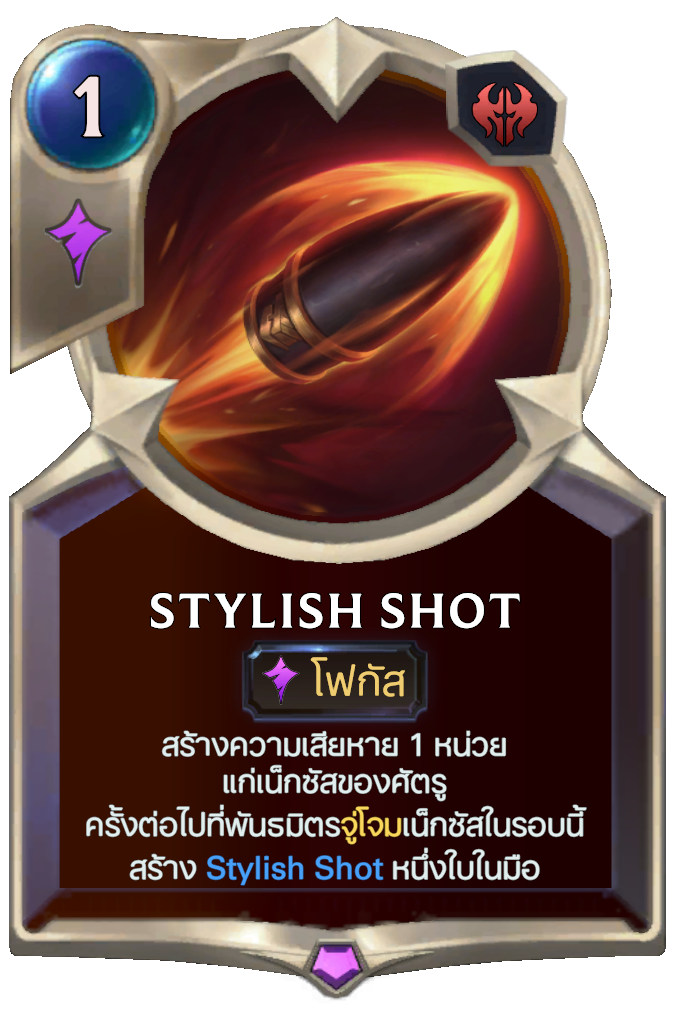 1
STYLISH SHOT
โฟกัส
สร้างความเสียหาย 1 หน่วย
แก่เน็กซัสของศัตรู
ครั้งต่อไปที่พันธมิตรจู่โจมเน็กซัสในรอบนี้
สร้าง Stylish Shot หนึ่งใบในมือ